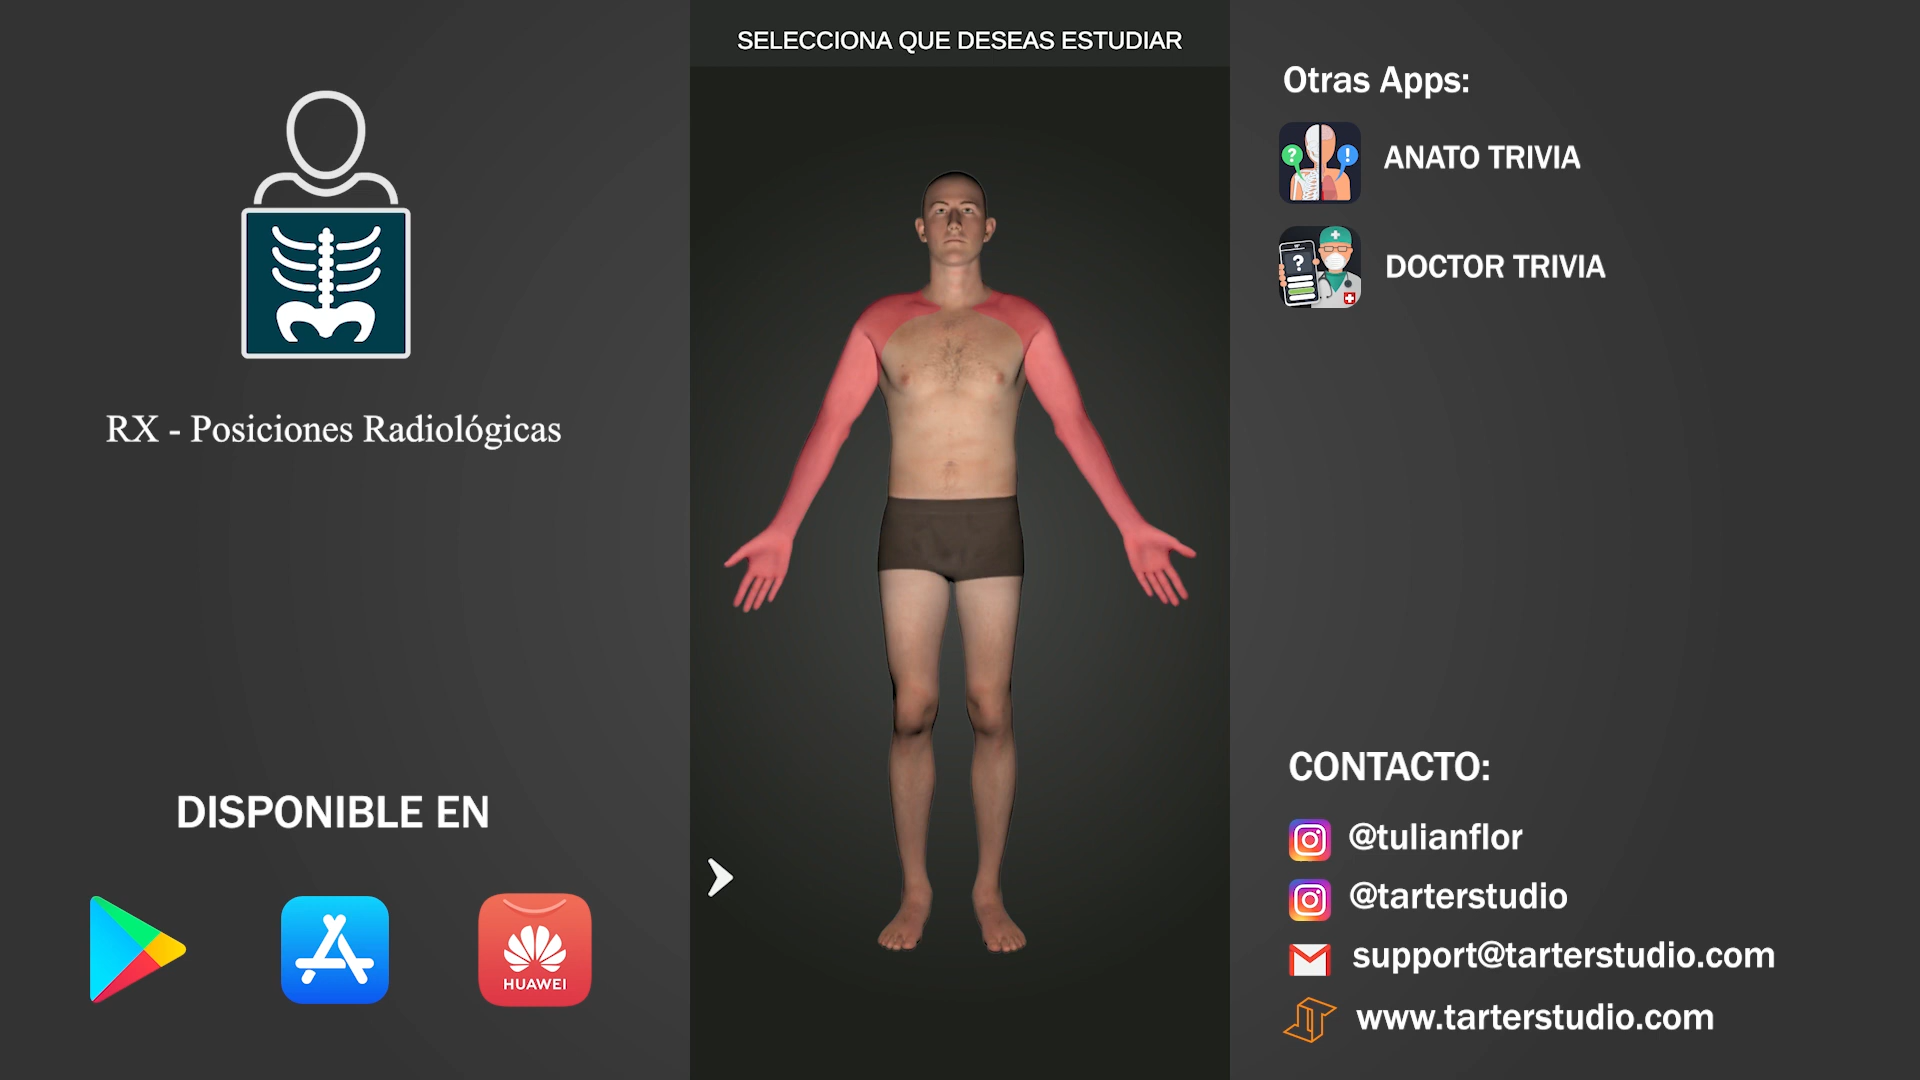 SELECCIONA QUE DESEAS ESTUDIAR
RX - Posiciones Radiológicas
DISPONIBLE EN
HUAWEI
Otras Apps:
? !
ANATO TRIVIA
?
DOCTOR TRIVIA
CONTACTO:
@tulianflor
@tarterstudio
support@tarterstudio.com
www.tarterstudio.com